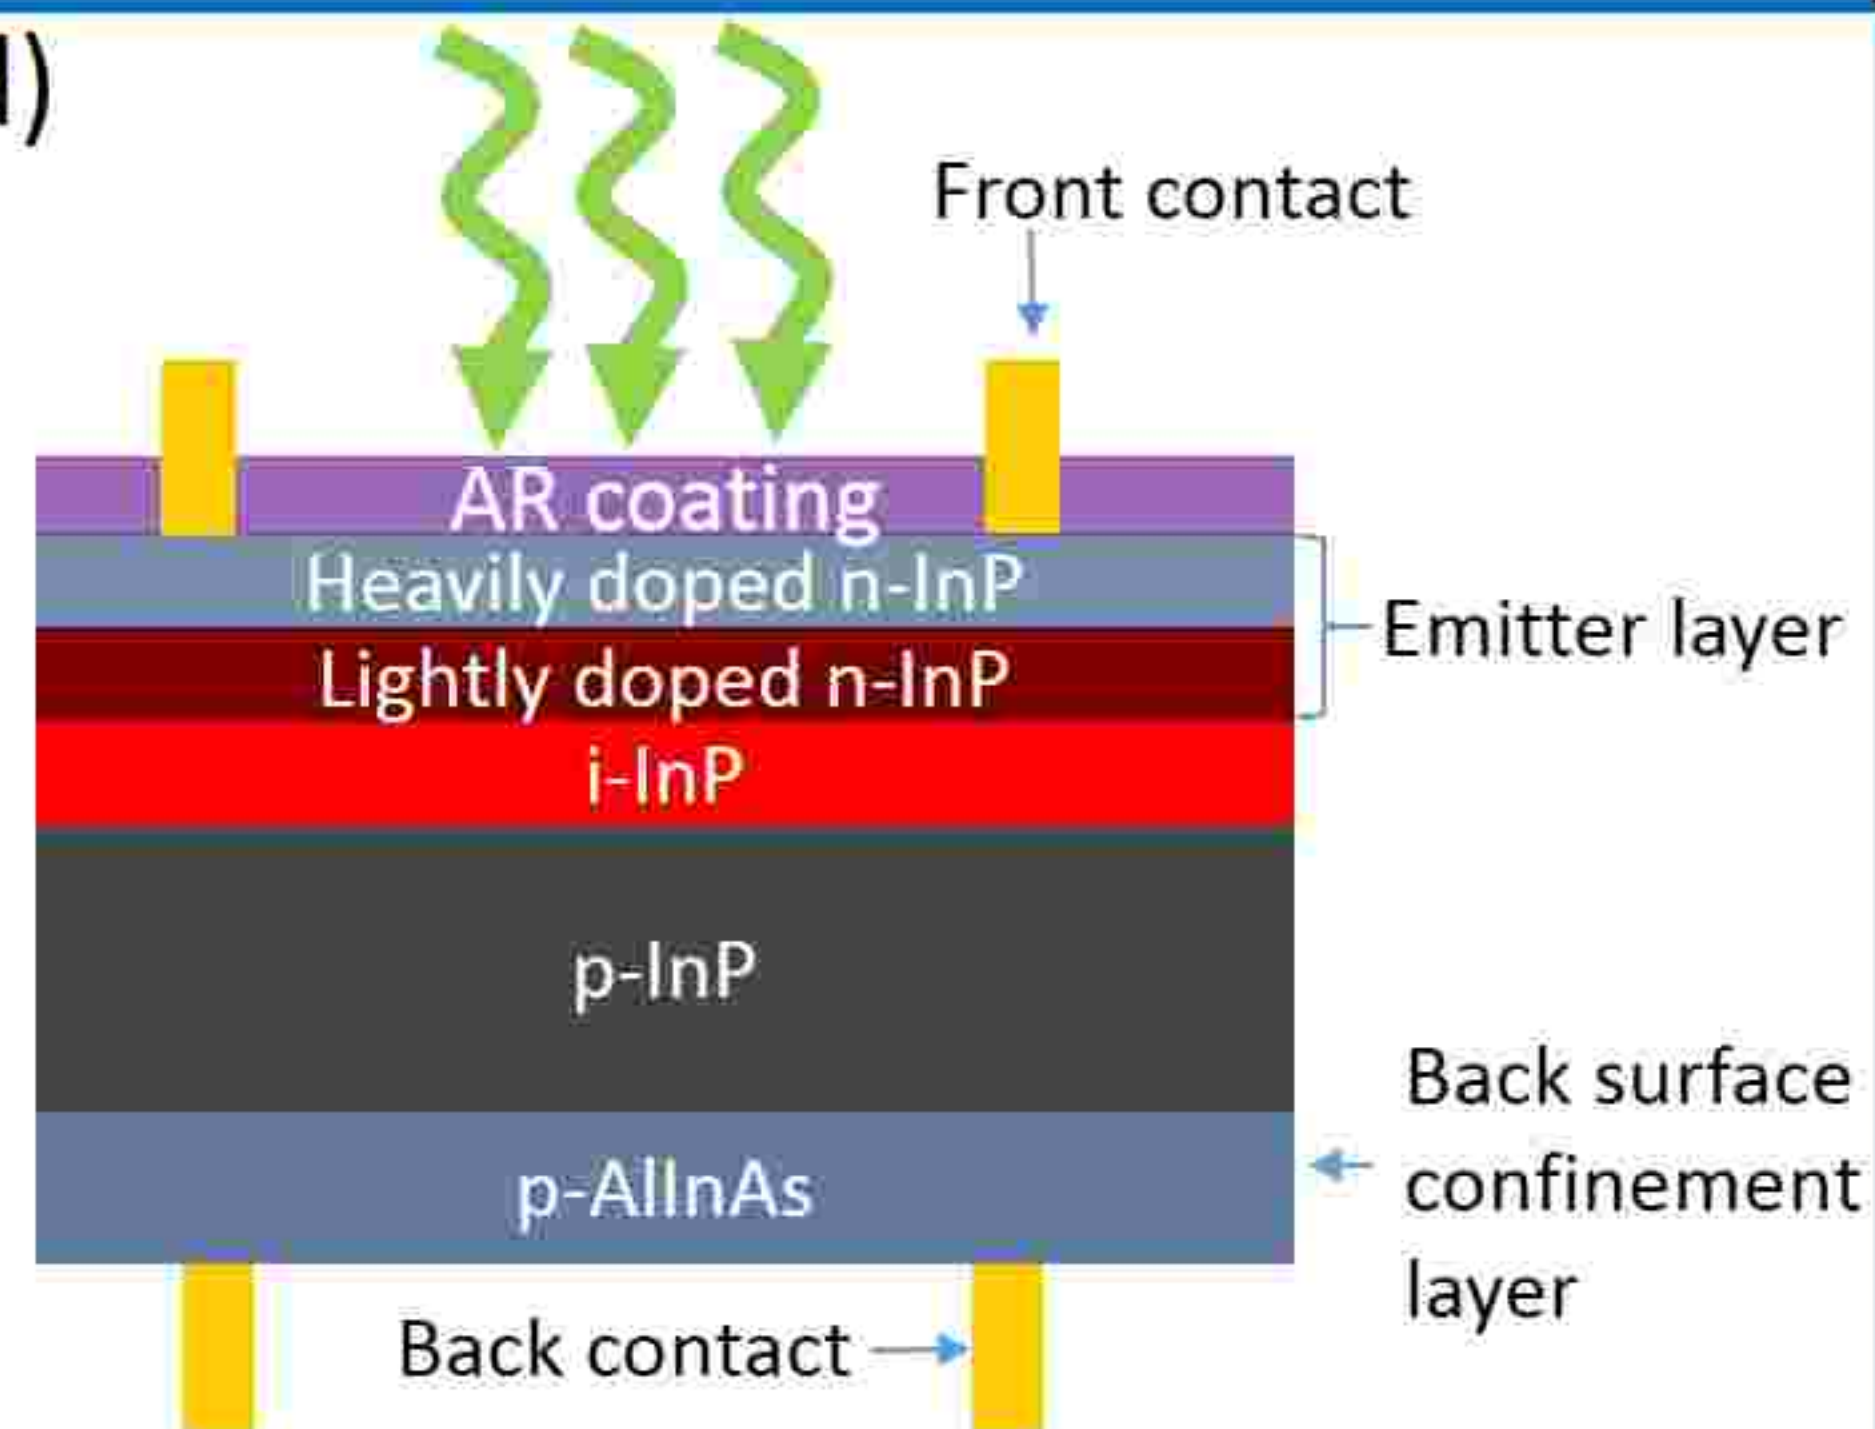 )
Front contact
AR coating
Heavily doped n-InP
Lightly doped n-InP
Emitter layer
i-InP
p-InP
Back surface
confinement
layer
p-AlInAs
Back contact